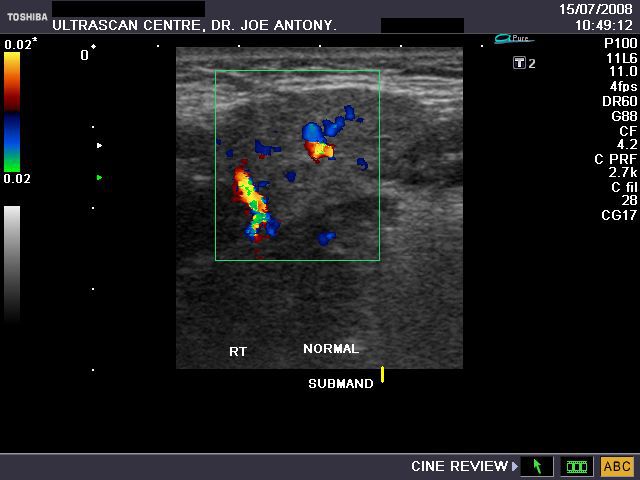 TOSHIBA
ULTRASCAN CENTRE, DR. JOE ANTONY.
15/07/2008
10:49:12
aPure
T 2
P100
11L6
11.0
4fps
DR60
G88
CF
4.2
C PRF
2.7k
C fil
28
CG17
0.02*
0.02
0
RT
NORMAL
SUBMAND
CINE REVIEW
ABC